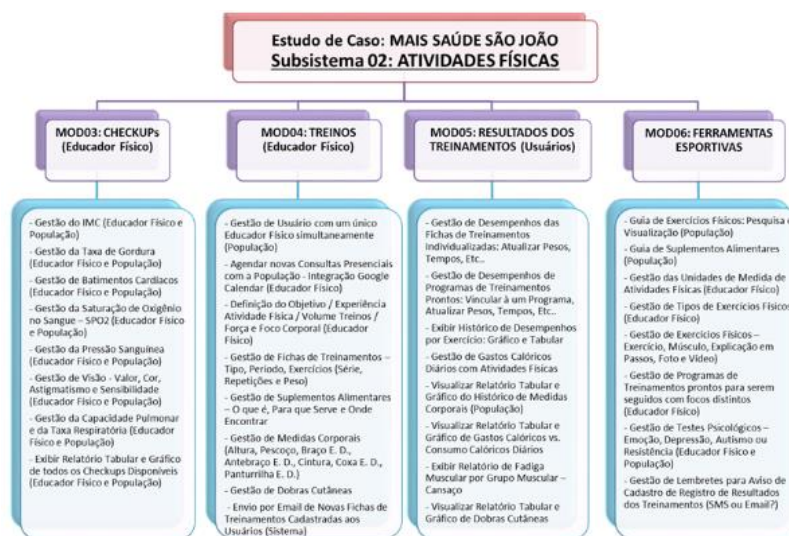 Estudo de Caso: MAIS SAÚDE SÃO JOÃO
Subsistema 02: ATIVIDADES FÍSICAS
MOD03: CHECKUPs
(Educador Físico)
- Gestão do IMC (Educador Físico e
População)
- Gestão da Taxa de Gordura
(Educador Físico e População)
- Gestão de Batimentos Cardíacos
(Educador Físico e População)
- Gestão da Saturação de Oxigênio
no Sangue – SPO2 (Educador Físico
e População)
- Gestão da Pressão Sanguínea
(Educador Físico e População)
- Gestão de Visão - Valor, Cor,
Astigmatismo e Sensibilidade
(Educador Físico e População)
- Gestão da Capacidade Pulmonar
e da Taxa Respiratória (Educador
Físico e População)
- Exibir Relatório Tabular e Gráfico
de todos os Checkups Disponíveis
(Educador Físico e População)
MOD04: TREINOS
(Educador Físico)
- Gestão de Usuário com um único
Educador Físico simultaneamente
(População)
- Agendar novas Consultas Presenciais
com a População - Integração Google
Calendar (Educador Físico)
- Definição do Objetivo / Experiência
Atividade Física / Volume Treinos /
Força e Foco Corporal (Educador
Físico)
- Gestão de Fichas de Treinamentos –
Tipo, Período, Exercícios (Série,
Repetições e Peso)
- Gestão de Suplementos Alimentares
– O que é, Para que Serve e Onde
Encontrar
- Gestão de Medidas Corporais
(Altura, Pescoço, Braço E. D.,
Antebraço E. D., Cintura, Coxa E. D.,
Panturrilha E. D.)
- Gestão de Dobras Cutâneas
- Envio por Email de Novas Fichas de
Treinamentos Cadastradas aos
Usuários (Sistema)
MOD05: RESULTADOS DOS
TREINAMENTOS (Usuários)
- Gestão de Desempenhos das
Fichas de Treinamentos
Individualizadas: Atualizar Pesos,
Tempos, Etc..
- Gestão de Desempenhos de
Programas de Treinamentos
Prontos: Vincular à um Programa,
Atualizar Pesos, Tempos, Etc..
- Exibir Histórico de Desempenhos
por Exercício: Gráfico e Tabular
- Gestão de Gastos Calóricos
Diários com Atividades Físicas
- Visualizar Relatório Tabular e
Gráfico do Histórico de Medidas
Corporais (População)
- Visualizar Relatório Tabular e
Gráfico de Gastos Calóricos vs.
Consumo Calóricos Diários
- Exibir Relatório de Fadiga
Muscular por Grupo Muscular –
Cansaço
- Visualizar Relatório Tabular e
Gráfico de Dobras Cutâneas
MOD06: FERRAMENTAS
ESPORTIVAS
- Guia de Exercícios Físicos: Pesquisa e
Visualização (População)
- Guia de Suplementos Alimentares
(População)
- Gestão das Unidades de Medida de
Atividades Físicas (Educador Físico)
- Gestão de Tipos de Exercícios Físicos
(Educador Físico)
- Gestão de Exercícios Físicos –
Exercício, Músculo, Explicação em
Passos, Foto e Vídeo)
- Gestão de Programas de
Treinamentos prontos para serem
seguidos com focos distintos
(Educador Físico)
- Gestão de Testes Psicológicos –
Emoção, Depressão, Autismo ou
Resistência (Educador Físico e
População)
- Gestão de Lembretes para Aviso de
Cadastro de Registro de Resultados
dos Treinamentos (SMS ou Email?)